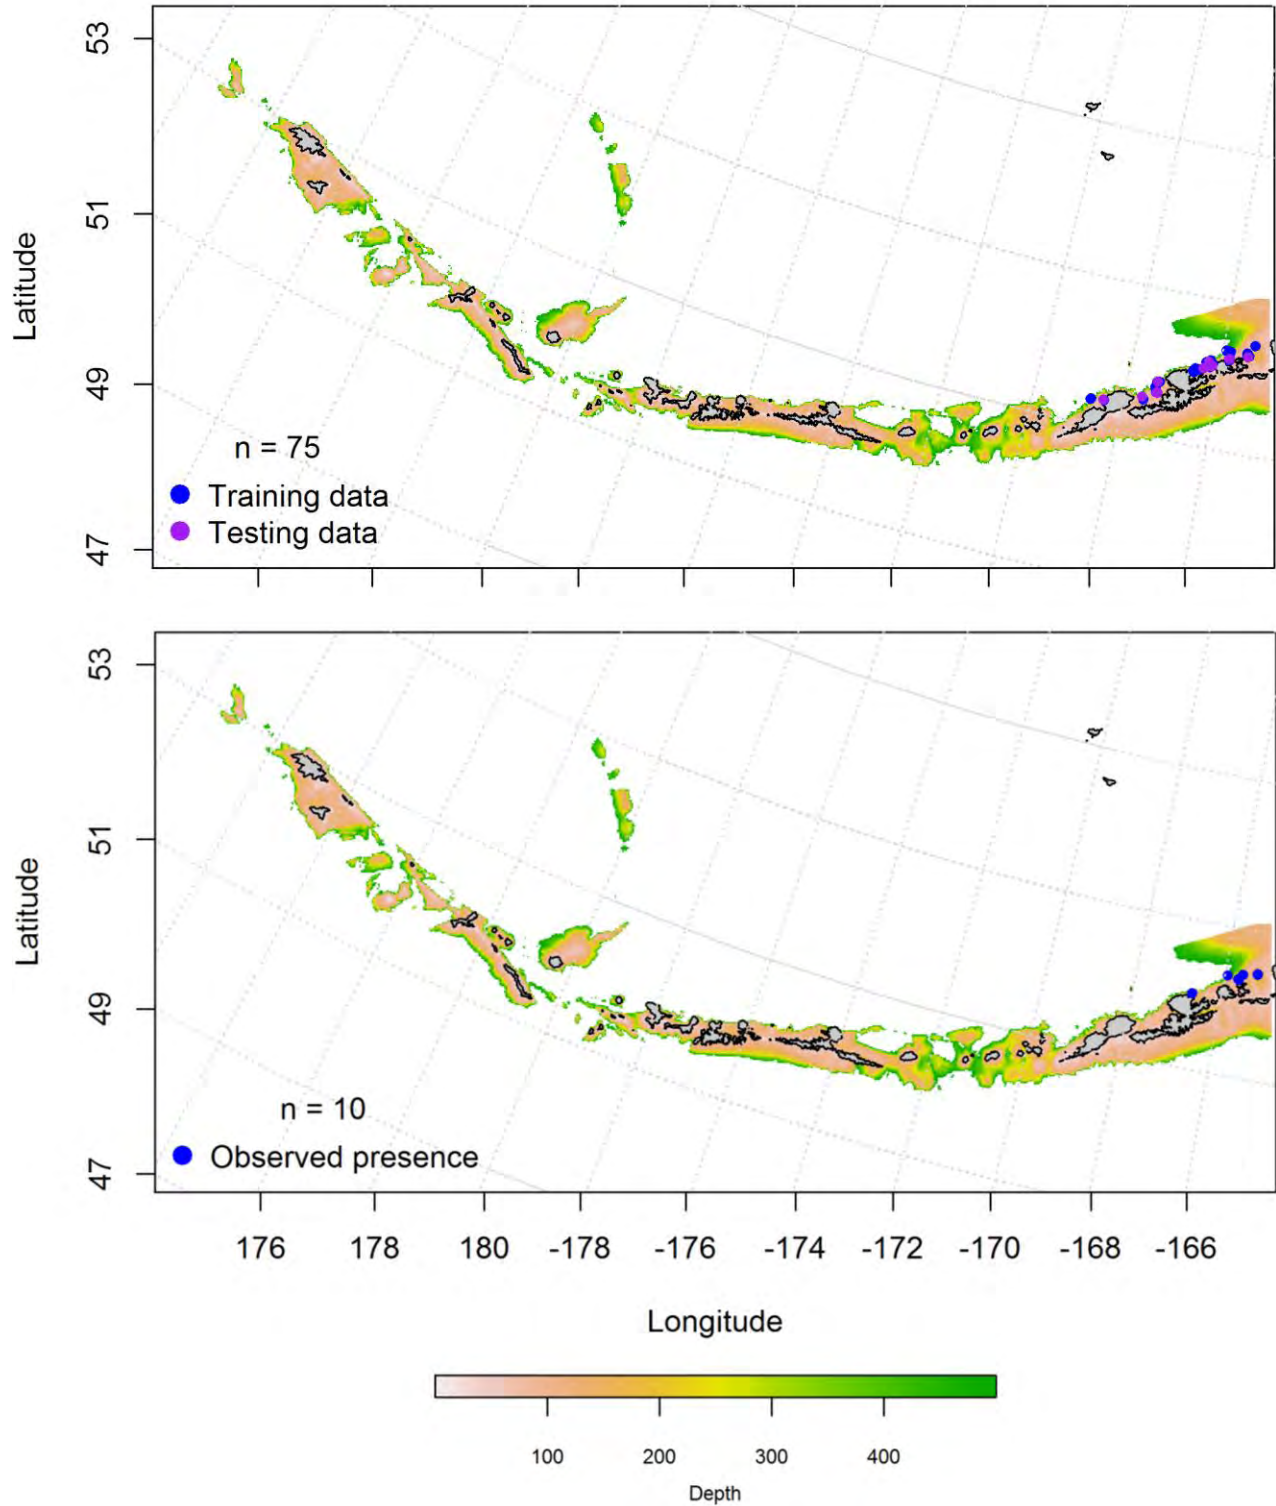 53
51
Latitude
49
47
n = 75
Training data
Testing data
53
51
Latitude
49
47
n = 10
Observed presence
176 178 180 -178 -176 -174 -172 -170 -168 -166
Longitude
100 200 300 400
Depth